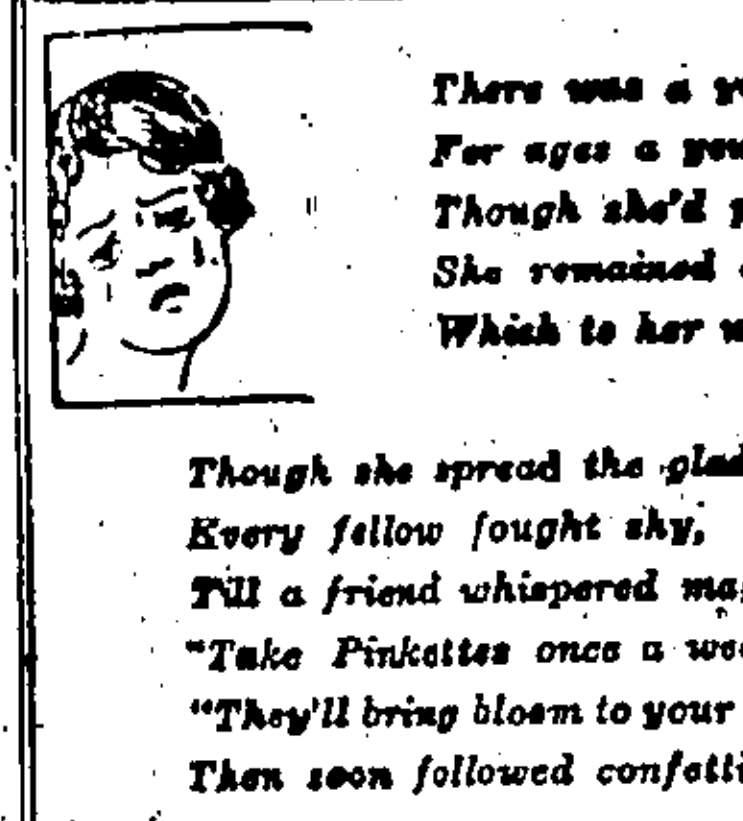 There was a
For ages a
Though she'd
She remained
Which to her
Though she spread the glad
Every fellow fought shy,
Till a friend whispered
"Take Pinkettes once a
"They'll bring bloom to your
Then soon followed confetti